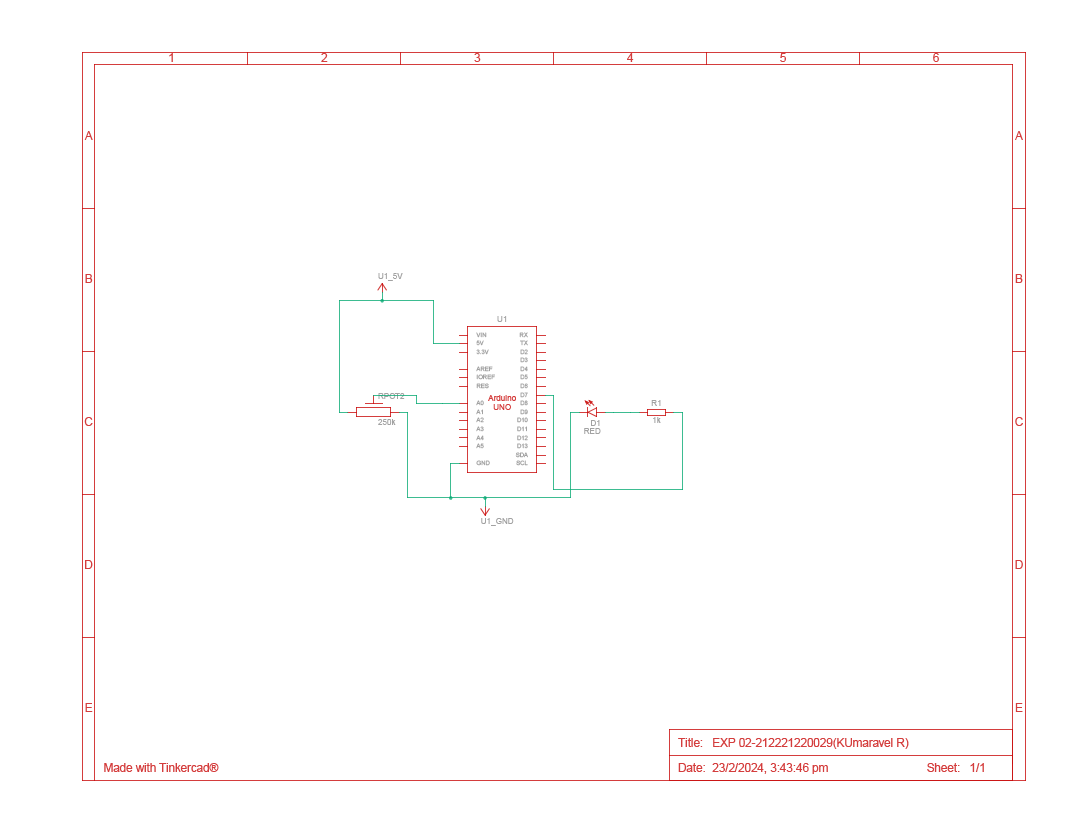 1 2 3 4 5 6
A A
B B
U1_5V
U1
VIN RX
5V TX
3.3V D2
D3
AREF D4
IOREF D5
RES D6
D7
RPOT2
A0 D8
Arduino
UNO
A1 D9
A2 D10
A3 D11
A4 D12
A5 D13
SDA
GND SCL
250k
D1
RED
R1
1k
C C
U1_GND
D D
E E
Title: EXP 02-212221220029(KUmaravel R)
Made with Tinkercad®
Date: 23/2/2024, 3:43:46 pm Sheet: 1/1